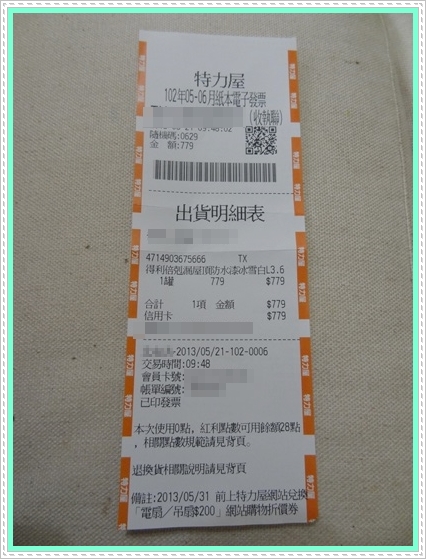 特力屋
102年05-06月紙本電子發票
(收執聯)
09:48:02
隨機碼:0629
金 額:779
出貨明細表
4714903675666 TX
得利倍剋漏屋頂防水漆冰雪白L3.6
1罐 779 $779
合計 1項 金額 $779
信用卡 $779
-2013/05/21-102-0006
交易時間:09:48
會員卡號:
帳單編號:
已印發票
本次使用0點，紅利點數可用餘額28點
，相關點數規範請見背頁。
退換貨相關說明請見背頁
備註:2013/05/31 前上特力屋網站兌換
「電扇／吊扇$200」網站購物折價券